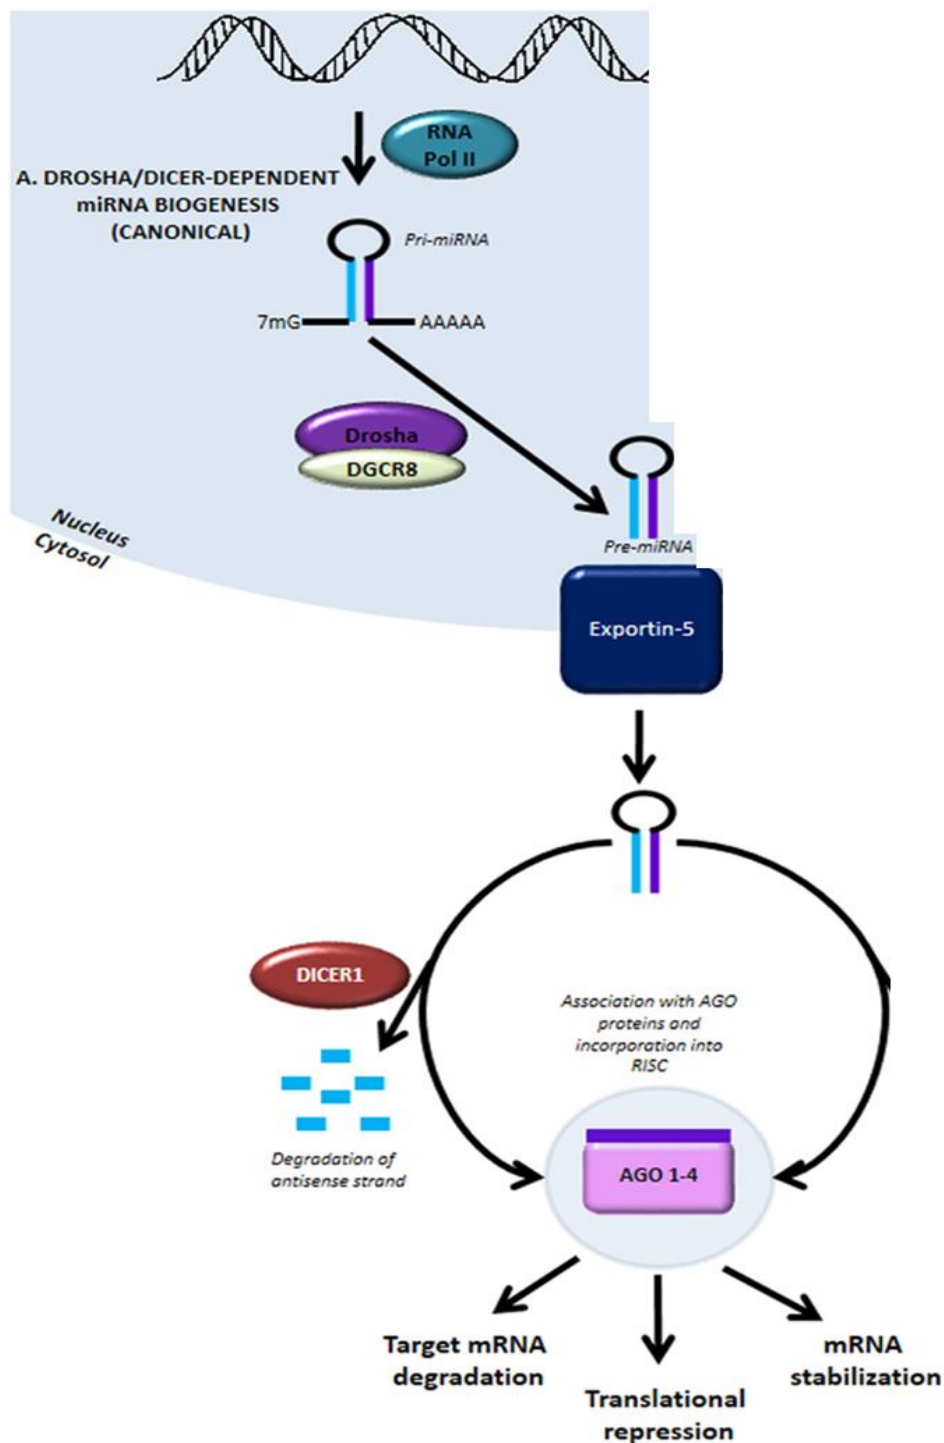 RNA
Pol II
A. DROSHA/DICER-DEPENDENT
miRNA BIOGENESIS
(CANONICAL)
Pri-miRNA
7mG
AAAAA
Drosha
DGCR8
Nucleus
Cytosol
Pre-miRNA
Exportin-5
DICER1
Association with AGO
proteins and
incorporation into
RISC
Degradation of
antisense strand
AGO 1-4
Target mRNA
degradation
Translational
repression
mRNA
stabilization